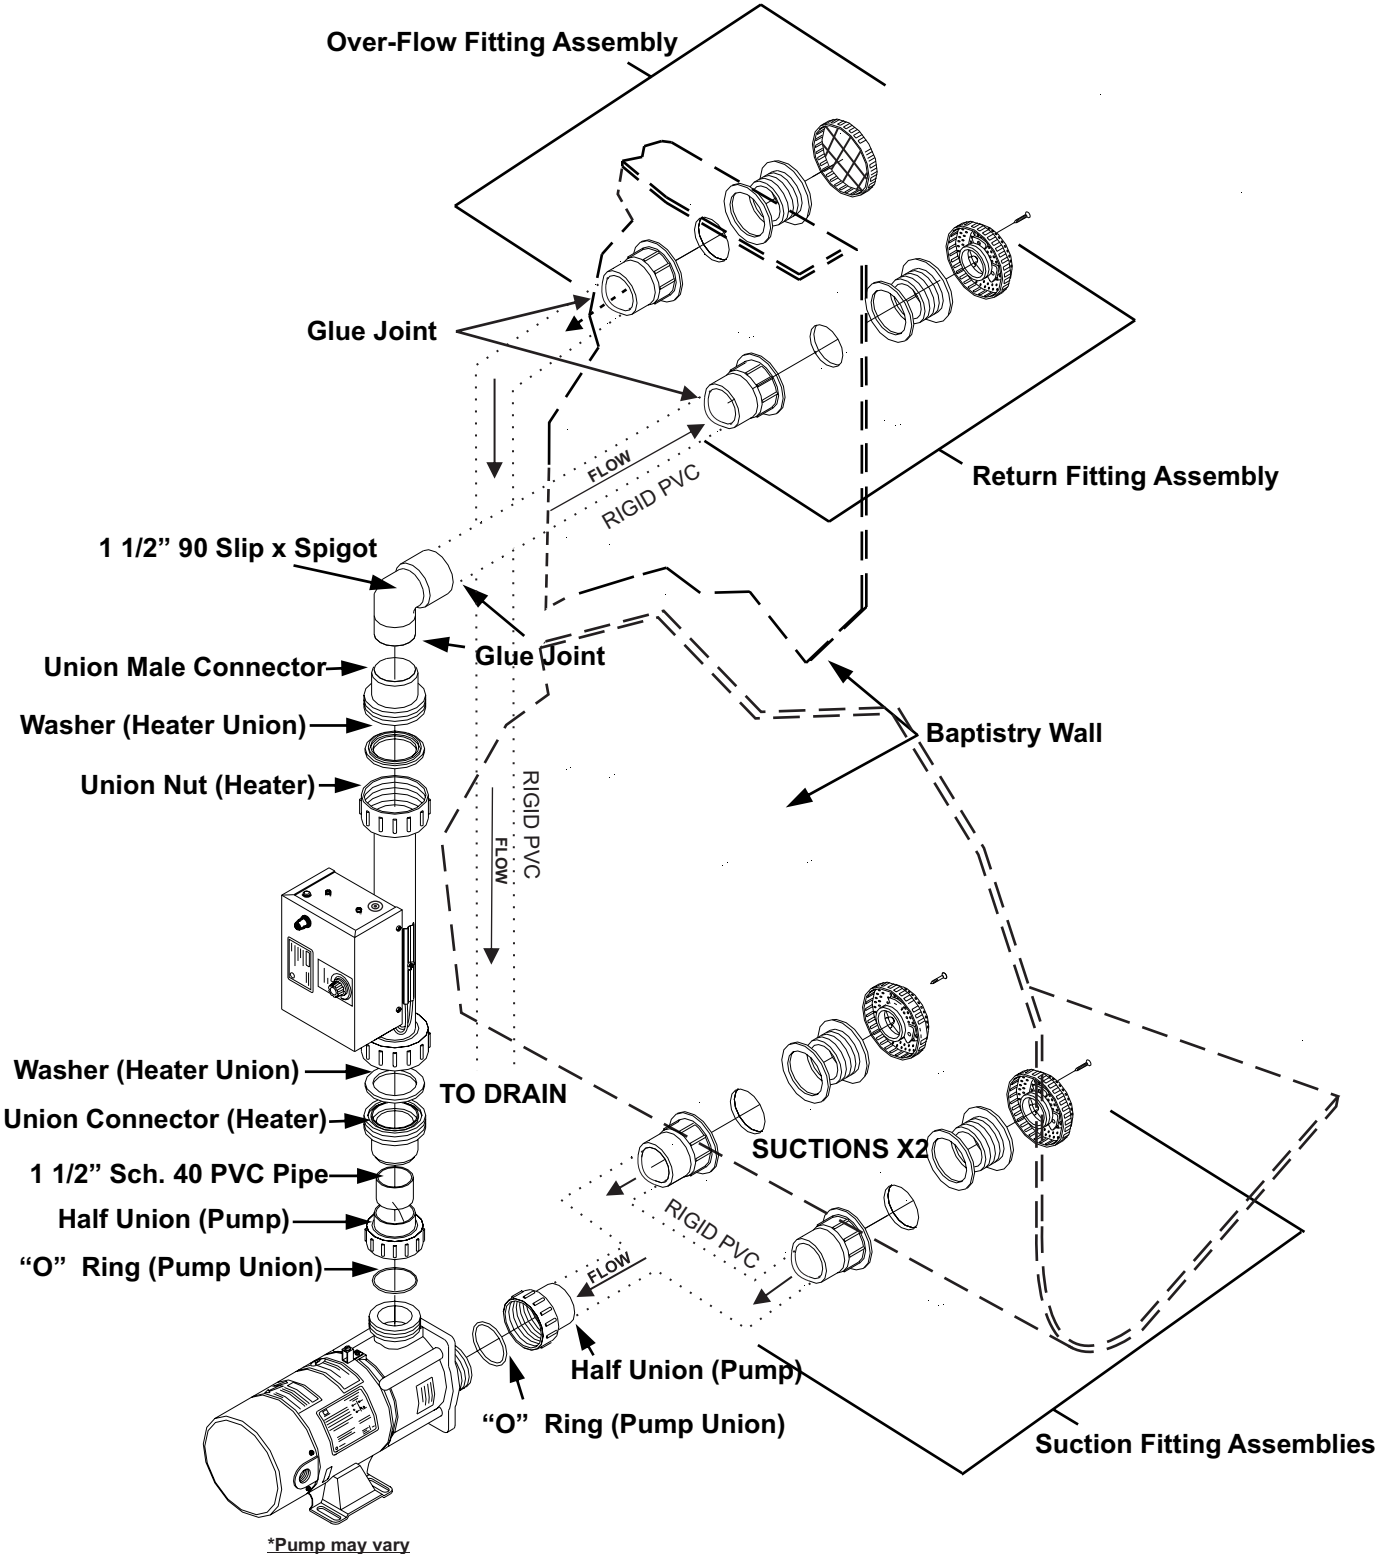 Over-Flow Fitting Assembly
Glue Joint
FLOW
RIGID PVC
Return Fitting Assembly
1 1/2” 90 Slip x Spigot
Glue Joint
Union Male Connector
Washer (Heater Union)
Baptistry Wall
Union Nut (Heater)
RIGID PVC
FLOW
Washer (Heater Union)
TO DRAIN
Union Connector (Heater)
SUCTIONS X2
1 1/2” Sch. 40 PVC Pipe
Half Union (Pump)
RIGID PVC
“O” Ring (Pump Union)
FLOW
Half Union (Pump)
“O” Ring (Pump Union)
Suction Fitting Assemblies
*Pump may vary